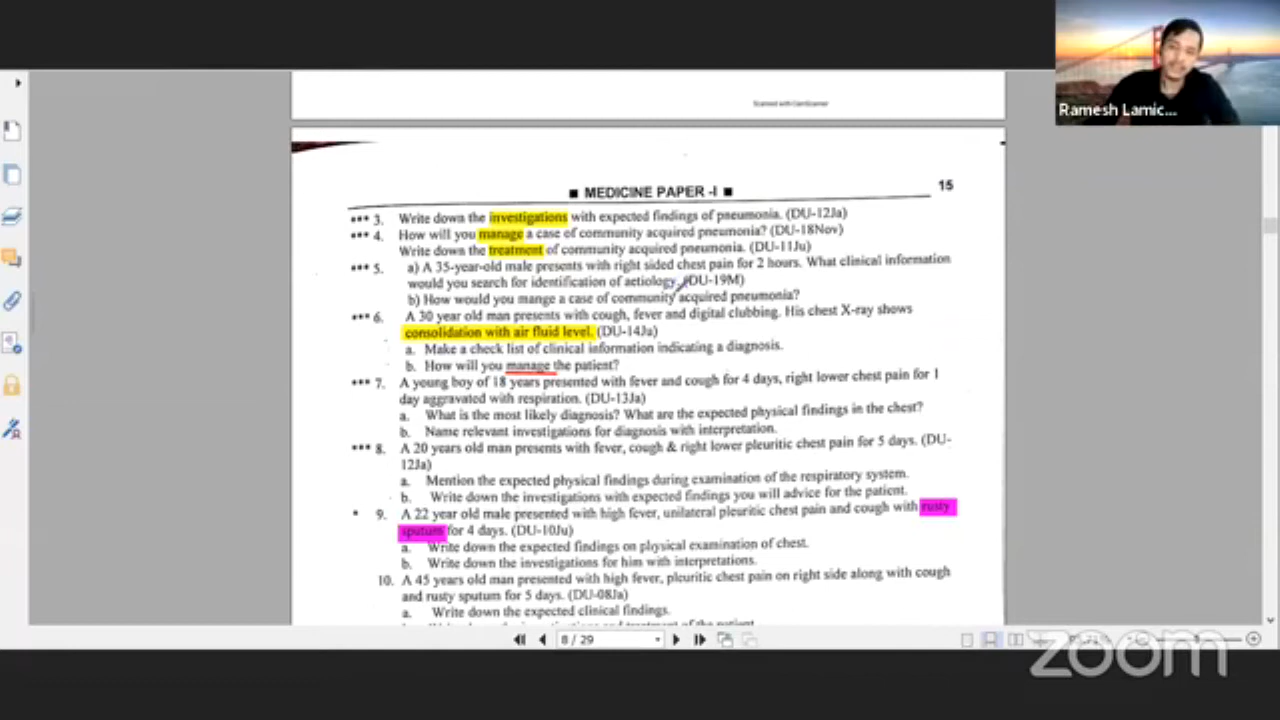 Scanned with CamScanner
Ramesh Lamic...
■ MEDICINE PAPER -I ■
15
*** 3. Write down the investigations with expected findings of pneumonia. (DU-12Ja)
*** 4. How will you manage a case of community acquired pneumonia? (DU-18Nov)
Write down the treatment of community acquired pneumonia. (DU-11Ju)
*** 5. a) A 35-year-old male presents with right sided chest pain for 2 hours. What clinical information
would you search for identification of aetiology. (DU-19M)
b) How would you mange a case of community acquired pneumonia?
*** 6. A 30 year old man presents with cough, fever and digital clubbing. His chest X-ray shows
consolidation with air fluid level. (DU-14Ja)
a. Make a check list of clinical information indicating a diagnosis.
b. How will you manage the patient?
*** 7. A young boy of 18 years presented with fever and cough for 4 days, right lower chest pain for 1
day aggravated with respiration. (DU-13Ja)
a. What is the most likely diagnosis? What are the expected physical findings in the chest?
b. Name relevant investigations for diagnosis with interpretation.
*** 8. A 20 years old man presents with fever, cough & right lower pleuritic chest pain for 5 days. (DU-
12Ja)
a. Mention the expected physical findings during examination of the respiratory system.
b. Write down the investigations with expected findings you will advice for the patient.
* 9. A 22 year old male presented with high fever, unilateral pleuritic chest pain and cough with rusty
sputum for 4 days. (DU-10Ju)
a. Write down the expected findings on physical examination of chest.
b. Write down the investigations for him with interpretations.
10. A 45 years old man presented with high fever, pleuritic chest pain on right side along with cough
and rusty sputum for 5 days. (DU-08Ja)
a. Write down the expected clinical findings.
8 / 29
zoom